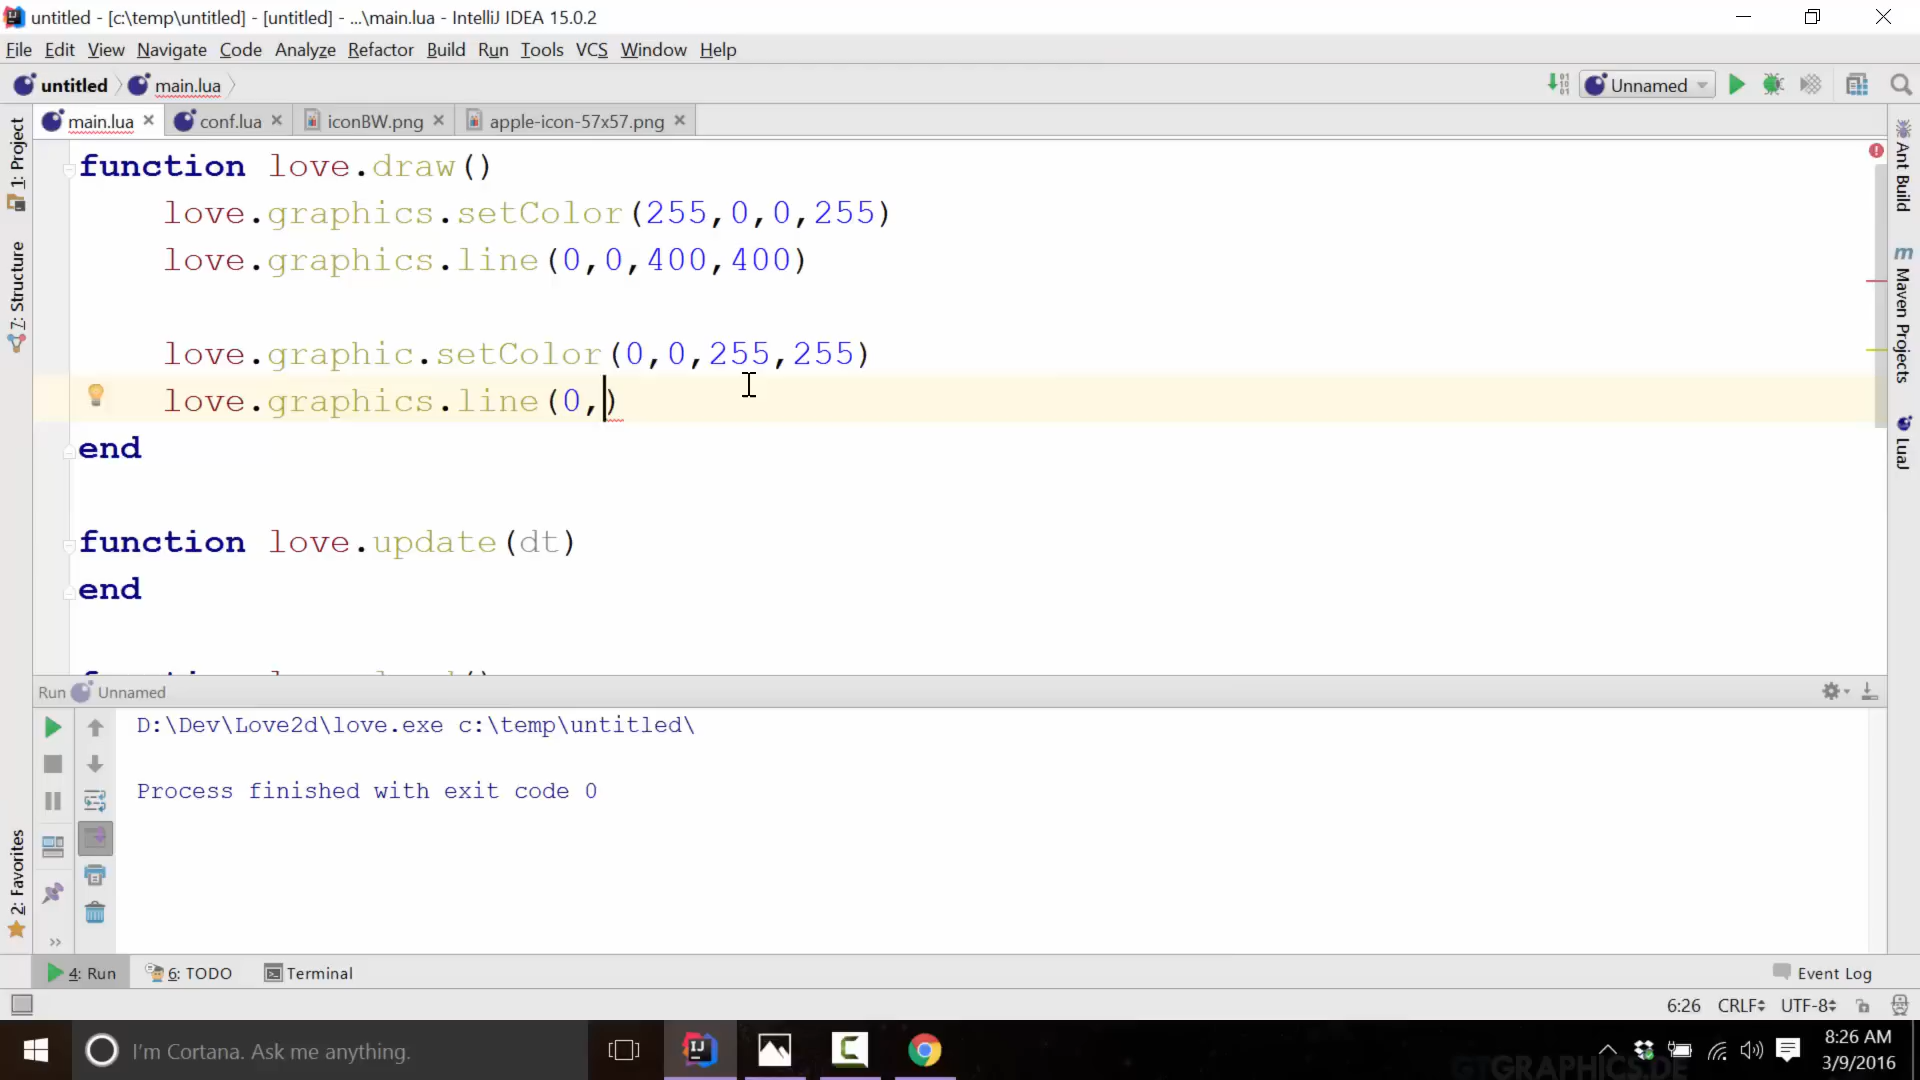 untitled - [c:\temp\untitled] - [untitled] - ...\main.lua - IntelliJ IDEA 15.0.2
File Edit View Navigate Code Analyze Refactor Build Run Tools VCS Window Help
untitled main.lua Unnamed
main.lua conf.lua iconBW.png apple-icon-57x57.png
1: Project
7: Structure
2: Favorites
Ant Build
m Maven Projects
LuaJ
function love.draw()
love.graphics.setColor(255,0,0,255)
love.graphics.line(0,0,400,400)
love.graphic.setColor(0,0,255,255)
love.graphics.line(0,)
end
function love.update(dt)
end
Run Unnamed
D:\Dev\Love2d\love.exe c:\temp\untitled\
Process finished with exit code 0
4: Run 6: TODO Terminal Event Log
6:26 CRLF UTF-8
I'm Cortana. Ask me anything.
8:26 AM
3/9/2016
GTGRAPHICS.DE